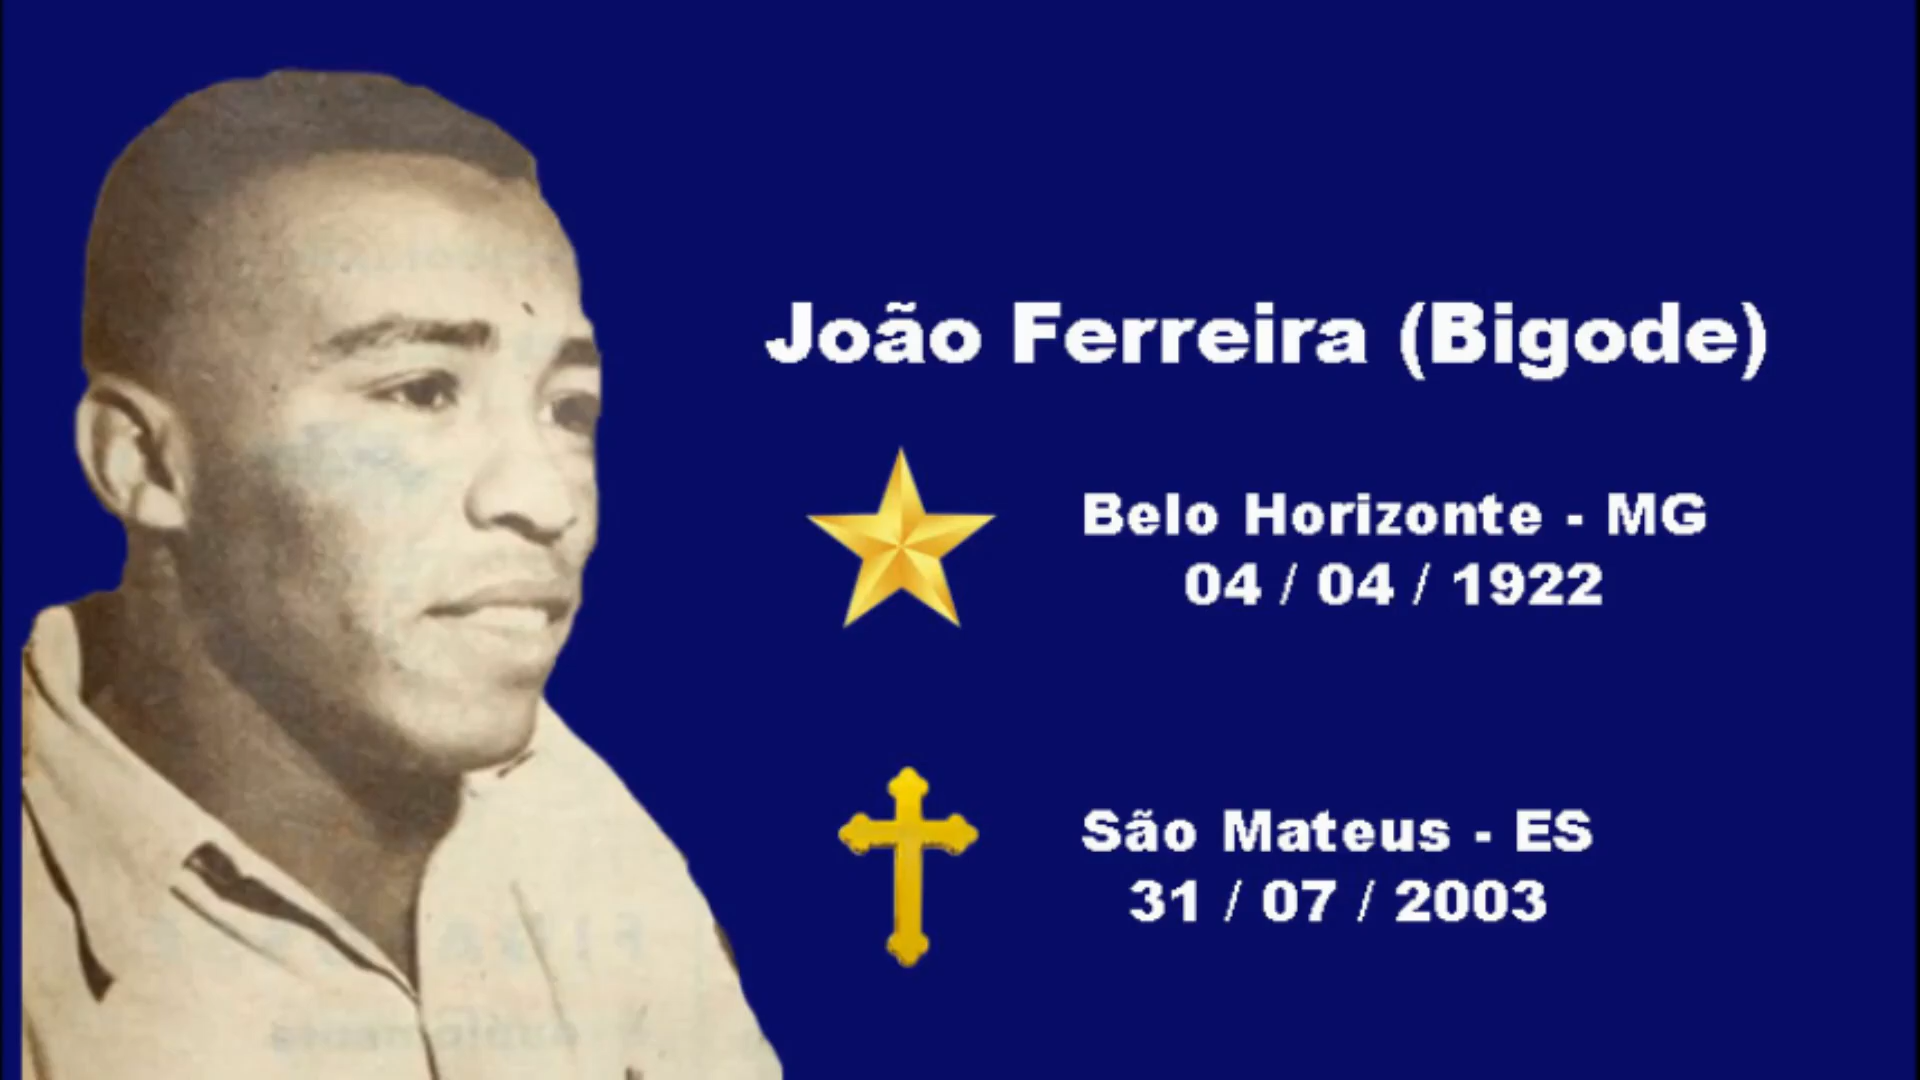 João Ferreira (Bigode)
Belo Horizonte - MG
04 / 04 / 1922
São Mateus - ES
31 / 07 / 2003